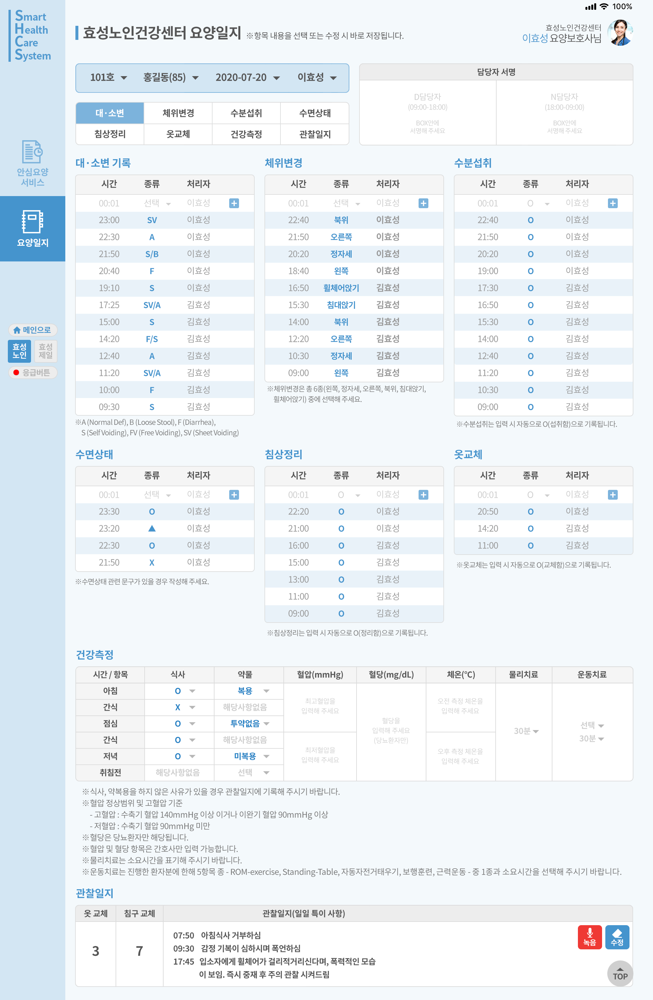 100%
Smart
Health
Care
System
효성노인건강센터 요양일지 ※항목 내용을 선택 또는 수정 시 바로 저장됩니다.
효성노인건강센터
이효성 요양보호사님
101호 홍길동(85) 2020-07-20 이효성
대·소변 체위변경 수분섭취 수면상태
침상정리 옷교체 건강측정 관찰일지
담당자 서명
D담당자
(09:00-18:00)
BOX안에
서명해 주세요
N담당자
(18:00-09:00)
BOX안에
서명해 주세요
안심요양
서비스
요양일지
메인으로
효성
노인
효성
제일
응급버튼
대·소변 기록
시간 종류 처리자
00:01 선택 이효성 +
23:00 SV 이효성
22:30 A 이효성
21:50 S/B 이효성
20:40 F 이효성
19:10 S 이효성
17:25 SV/A 김효성
15:00 S 김효성
14:20 F/S 김효성
12:40 A 김효성
11:20 SV/A 김효성
10:00 F 김효성
09:30 S 김효성
※A (Normal Def), B (Loose Stool), F (Diarrhea),
S (Self Voiding), FV (Free Voiding), SV (Sheet Voiding)
체위변경
시간 종류 처리자
00:01 선택 이효성 +
22:40 북위 이효성
21:50 오른쪽 이효성
20:20 정자세 이효성
18:40 왼쪽 이효성
16:50 휠체어앉기 김효성
15:30 침대앉기 김효성
14:00 북위 김효성
12:20 오른쪽 김효성
10:30 정자세 김효성
09:00 왼쪽 김효성
※체위변경은 총 6종(왼쪽, 정자세, 오른쪽, 북위, 침대앉기,
휠체어앉기) 중에 선택해 주세요.
수분섭취
시간 종류 처리자
00:01 O 이효성 +
22:40 O 이효성
21:50 O 이효성
20:20 O 이효성
19:00 O 이효성
17:30 O 김효성
16:50 O 김효성
15:30 O 김효성
14:00 O 김효성
12:40 O 김효성
11:20 O 김효성
10:30 O 김효성
09:00 O 김효성
※수분섭취는 입력 시 자동으로 O(섭취함)으로 기록됩니다.
수면상태
시간 종류 처리자
00:01 선택 이효성 +
23:30 O 이효성
23:20 ▲ 이효성
22:30 O 이효성
21:50 X 이효성
※수면상태 관련 문구가 있을 경우 작성해 주세요.
침상정리
시간 종류 처리자
00:01 O 이효성 +
22:20 O 이효성
21:00 O 이효성
16:00 O 김효성
15:00 O 김효성
13:00 O 김효성
11:00 O 김효성
09:00 O 김효성
※침상정리는 입력 시 자동으로 O(정리함)으로 기록됩니다.
옷교체
시간 종류 처리자
00:01 O 이효성 +
20:50 O 이효성
14:20 O 김효성
11:00 O 김효성
※옷교체는 입력 시 자동으로 O(교체함)으로 기록됩니다.
건강측정
시간 / 항목 식사 약물 혈압(mmHg) 혈당(mg/dL) 체온(℃) 물리치료 운동치료
아침 O 복용
간식 X 해당사항없음
점심 O 투약없음
간식 O 해당사항없음
저녁 O 미복용
취침전 해당사항없음 선택
최고혈압을
입력해 주세요
최저혈압을
입력해 주세요
혈당을
입력해 주세요
(당뇨환자만)
오전 측정 체온을
입력해 주세요
오후 측정 체온을
입력해 주세요
30분
선택
30분
※식사, 약복용을 하지 않은 사유가 있을 경우 관찰일지에 기록해 주시기 바랍니다.
※혈압 정상범위 및 고혈압 기준
- 고혈압 : 수축기 혈압 140mmHg 이상 이거나 이완기 혈압 90mmHg 이상
- 저혈압 : 수축기 혈압 90mmHg 미만
※혈당은 당뇨환자만 해당됩니다.
※혈압 및 혈당 항목은 간호사만 입력 가능합니다.
※물리치료는 소요시간을 표기해 주시기 바랍니다.
※운동치료는 진행한 환자분에 한해 5항목 종 - ROM-exercise, Standing-Table, 자동자전거태우기, 보행훈련, 근력운동 - 중 1종과 소요시간을 선택해 주시기 바랍니다.
관찰일지
옷 교체 침구 교체 관찰일지(일일 특이 사항)
3 7
07:50 아침식사 거부하심
09:30 감정 기복이 심하시며 폭언하심
17:45 입소자에게 휠체어가 걸리적거리신다며, 폭력적인 모습
이 보임. 즉시 중재 후 주의 관찰 시켜드림
녹음 수정
TOP